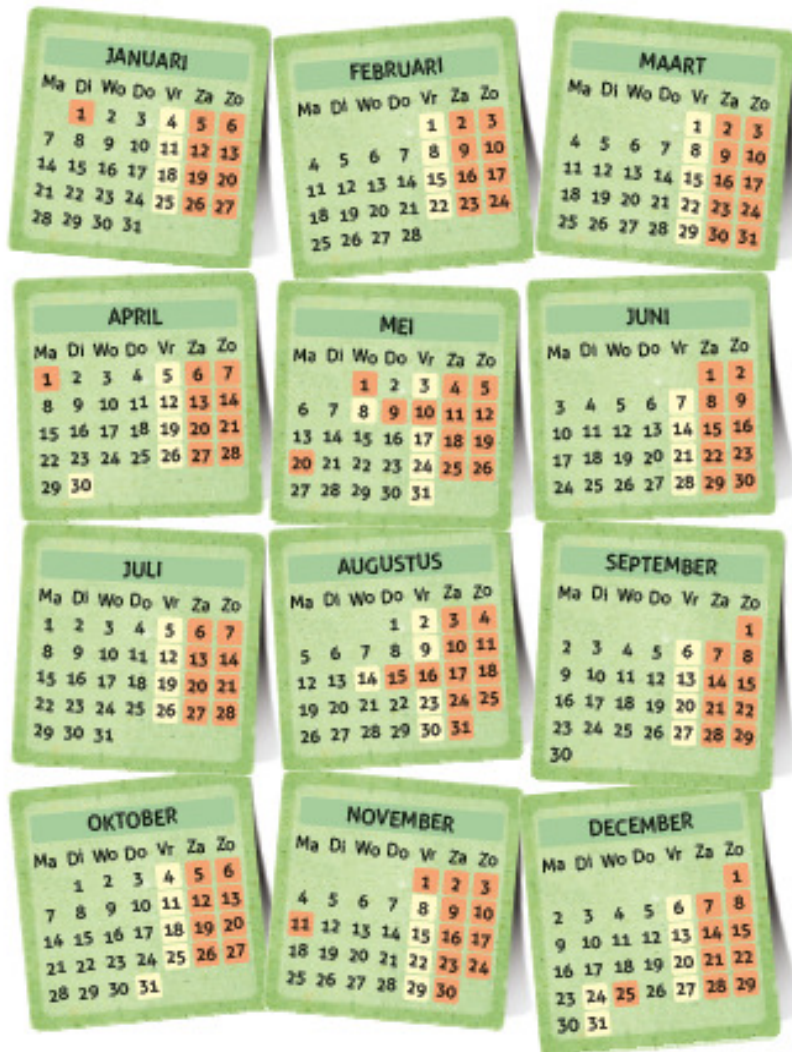 JANUARI
Ma Di Wo Do Vr Za Zo
1 2 3 4 5 6
7 8 9 10 11 12 13
14 15 16 17 18 19 20
21 22 23 24 25 26 27
28 29 30 31
FEBRUARI
Ma Di Wo Do Vr Za Zo
1 2 3
4 5 6 7 8 9 10
11 12 13 14 15 16 17
18 19 20 21 22 23 24
25 26 27 28
MAART
Ma Di Wo Do Vr Za Zo
1 2 3
4 5 6 7 8 9 10
11 12 13 14 15 16 17
18 19 20 21 22 23 24
25 26 27 28 29 30 31
APRIL
Ma Di Wo Do Vr Za Zo
1 2 3 4 5 6 7
8 9 10 11 12 13 14
15 16 17 18 19 20 21
22 23 24 25 26 27 28
29 30
MEI
Ma Di Wo Do Vr Za Zo
1 2 3 4 5
6 7 8 9 10 11 12
13 14 15 16 17 18 19
20 21 22 23 24 25 26
27 28 29 30 31
JUNI
Ma Di Wo Do Vr Za Zo
1 2
3 4 5 6 7 8 9
10 11 12 13 14 15 16
17 18 19 20 21 22 23
24 25 26 27 28 29 30
JULI
Ma Di Wo Do Vr Za Zo
1 2 3 4 5 6 7
8 9 10 11 12 13 14
15 16 17 18 19 20 21
22 23 24 25 26 27 28
29 30 31
AUGUSTUS
Ma Di Wo Do Vr Za Zo
1 2 3 4
5 6 7 8 9 10 11
12 13 14 15 16 17 18
19 20 21 22 23 24 25
26 27 28 29 30 31
SEPTEMBER
Ma Di Wo Do Vr Za Zo
1
2 3 4 5 6 7 8
9 10 11 12 13 14 15
16 17 18 19 20 21 22
23 24 25 26 27 28 29
30
OKTOBER
Ma Di Wo Do Vr Za Zo
1 2 3 4 5 6
7 8 9 10 11 12 13
14 15 16 17 18 19 20
21 22 23 24 25 26 27
28 29 30 31
NOVEMBER
Ma Di Wo Do Vr Za Zo
1 2 3
4 5 6 7 8 9 10
11 12 13 14 15 16 17
18 19 20 21 22 23 24
25 26 27 28 29 30
DECEMBER
Ma Di Wo Do Vr Za Zo
1
2 3 4 5 6 7 8
9 10 11 12 13 14 15
16 17 18 19 20 21 22
23 24 25 26 27 28 29
30 31